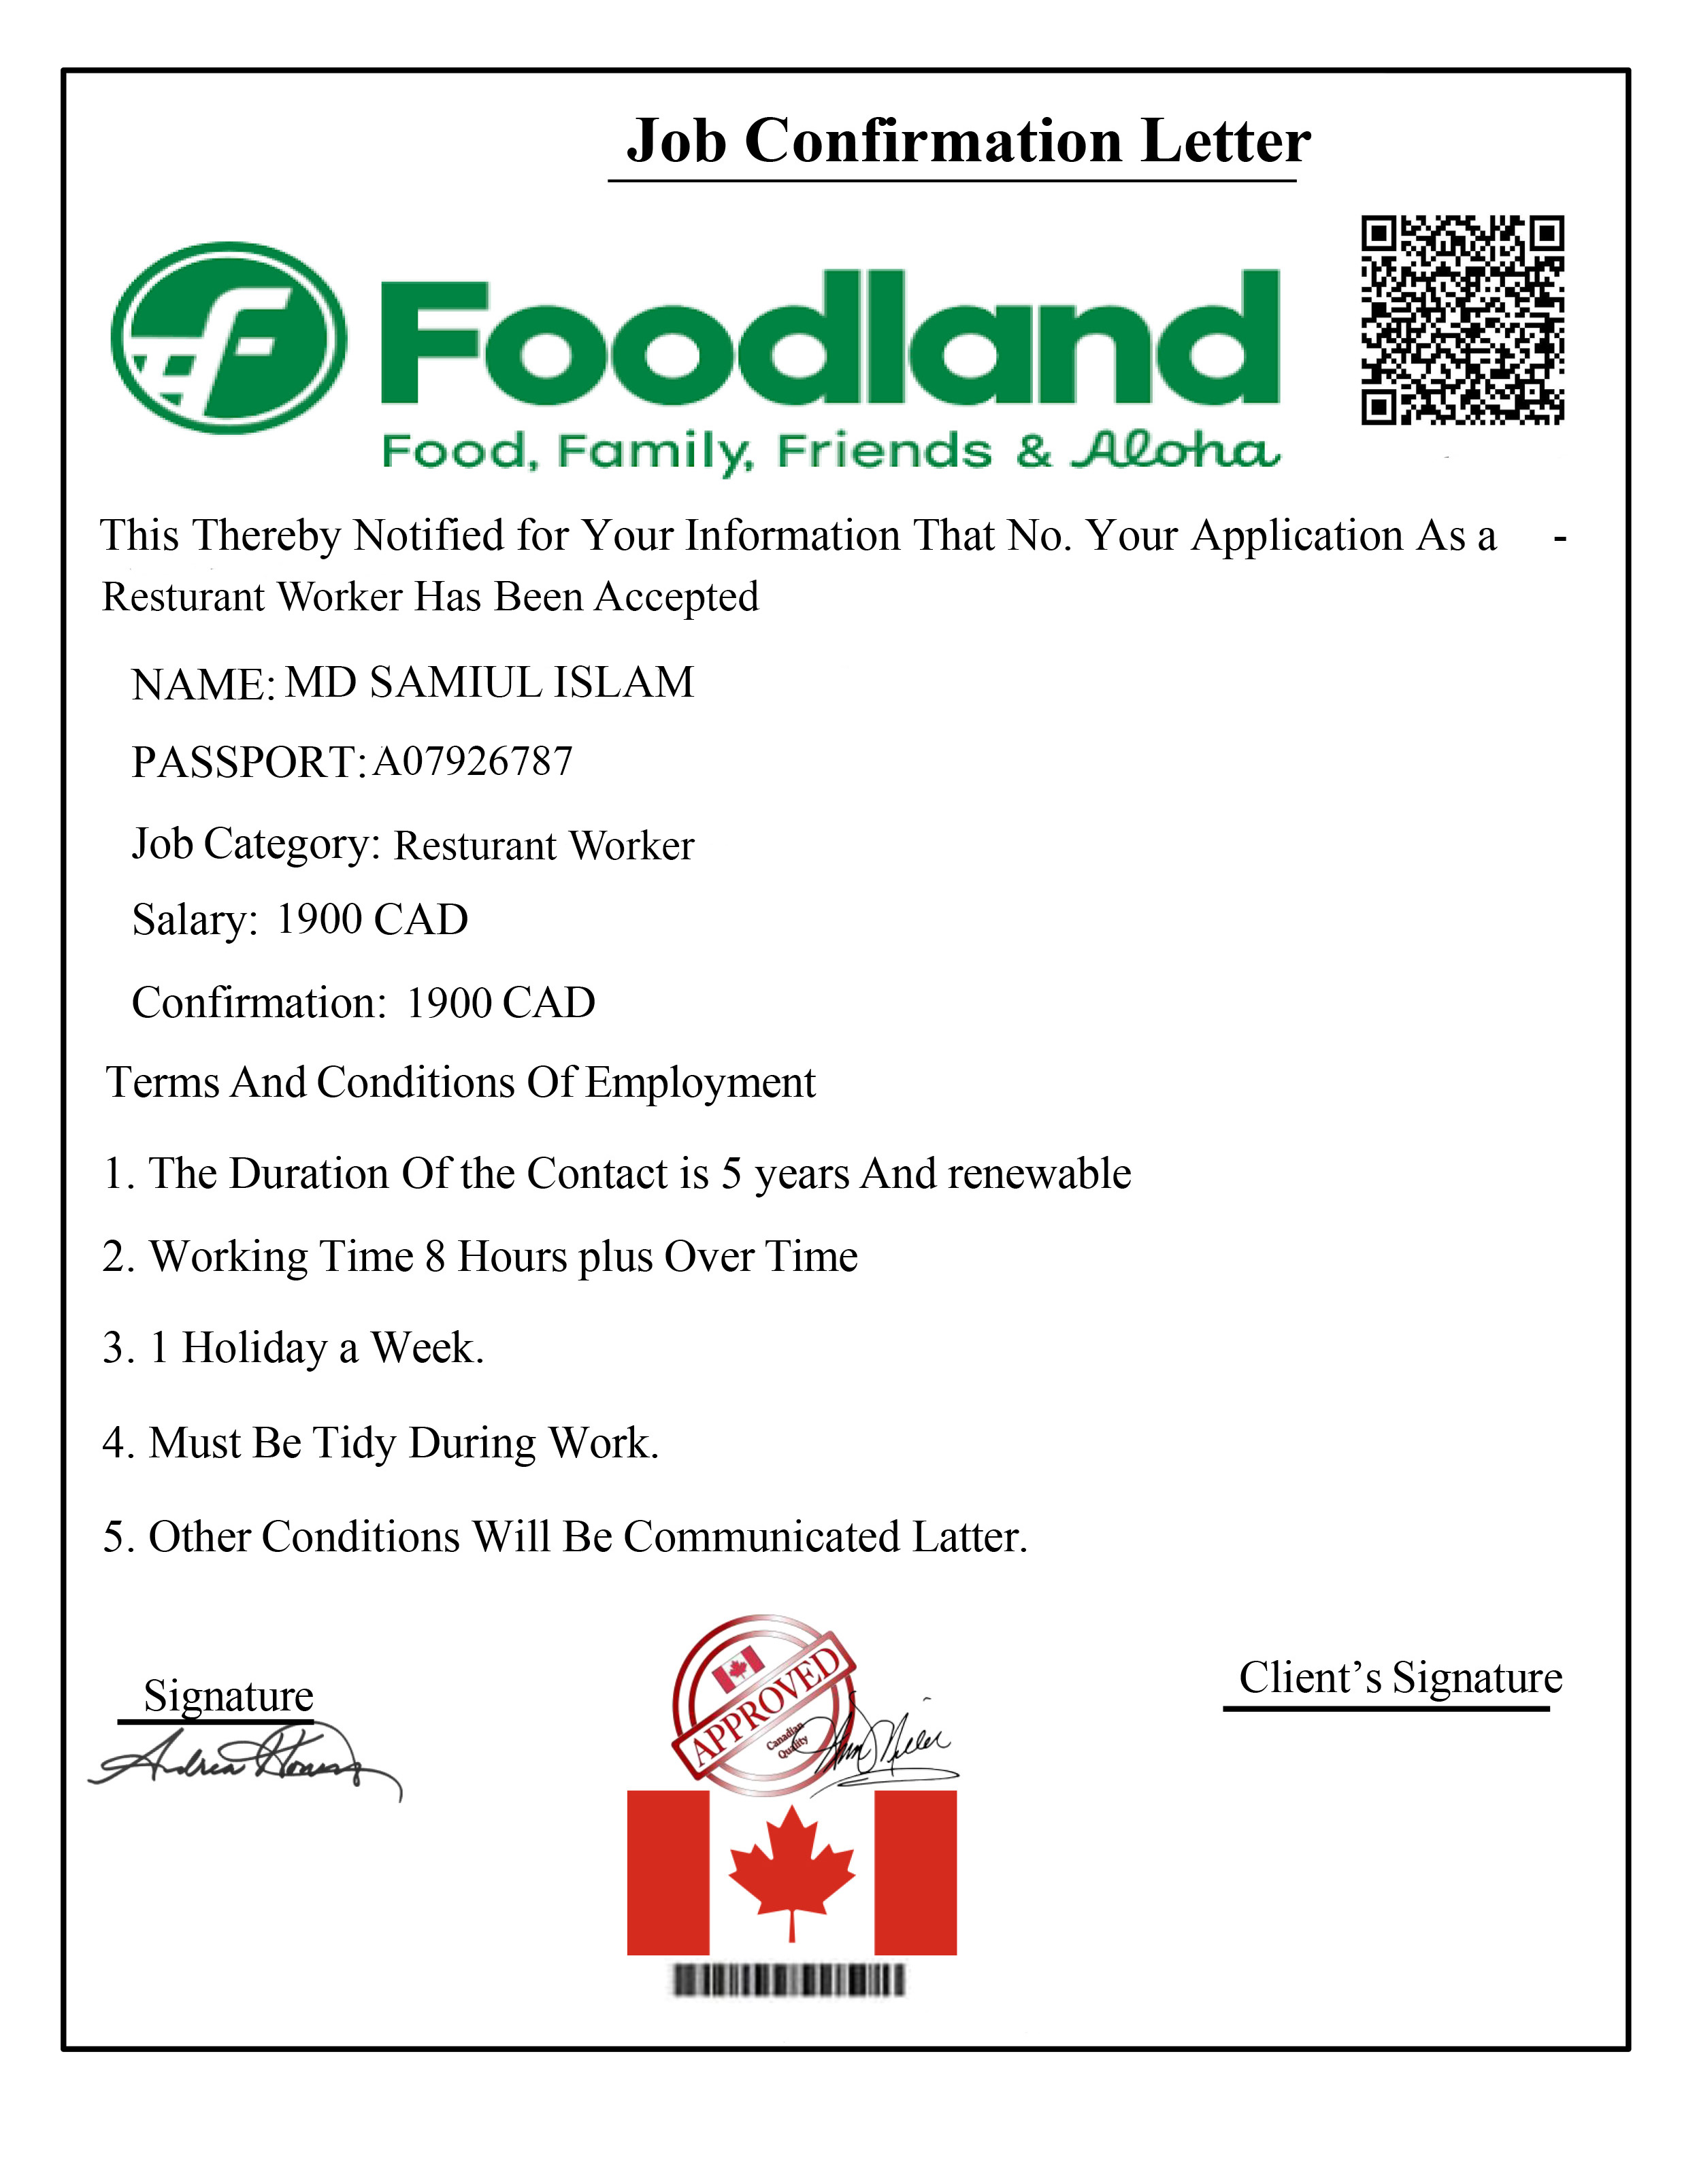 Job Confirmation Letter
Foodland
Food, Family, Friends & Aloha
This Thereby Notified for Your Information That No. Your Application As a -
Resturant Worker Has Been Accepted
NAME: MD SAMIUL ISLAM
PASSPORT: A07926787
Job Category: Resturant Worker
Salary: 1900 CAD
Confirmation: 1900 CAD
Terms And Conditions Of Employment
1. The Duration Of the Contact is 5 years And renewable
2. Working Time 8 Hours plus Over Time
3. 1 Holiday a Week.
4. Must Be Tidy During Work.
5. Other Conditions Will Be Communicated Latter.
Signature
APPROVED
Canadian
Quality
Client’s Signature